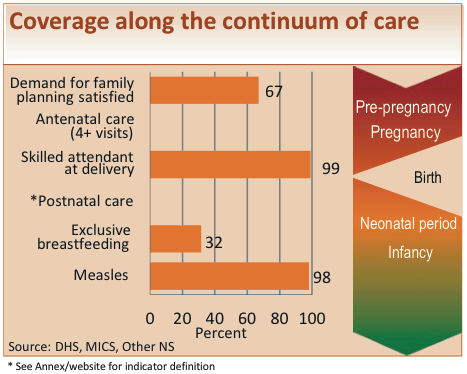 Coverage along the continuum of care
Demand for family
planning satisfied
67
Antenatal care
(4+ visits)
Skilled attendant
at delivery
99
*Postnatal care
Exclusive
breastfeeding
32
Measles
98
0 20 40 60 80 100
Percent
Pre-pregnancy
Pregnancy
Birth
Neonatal period
Infancy
Source: DHS, MICS, Other NS
* See Annex/website for indicator definition